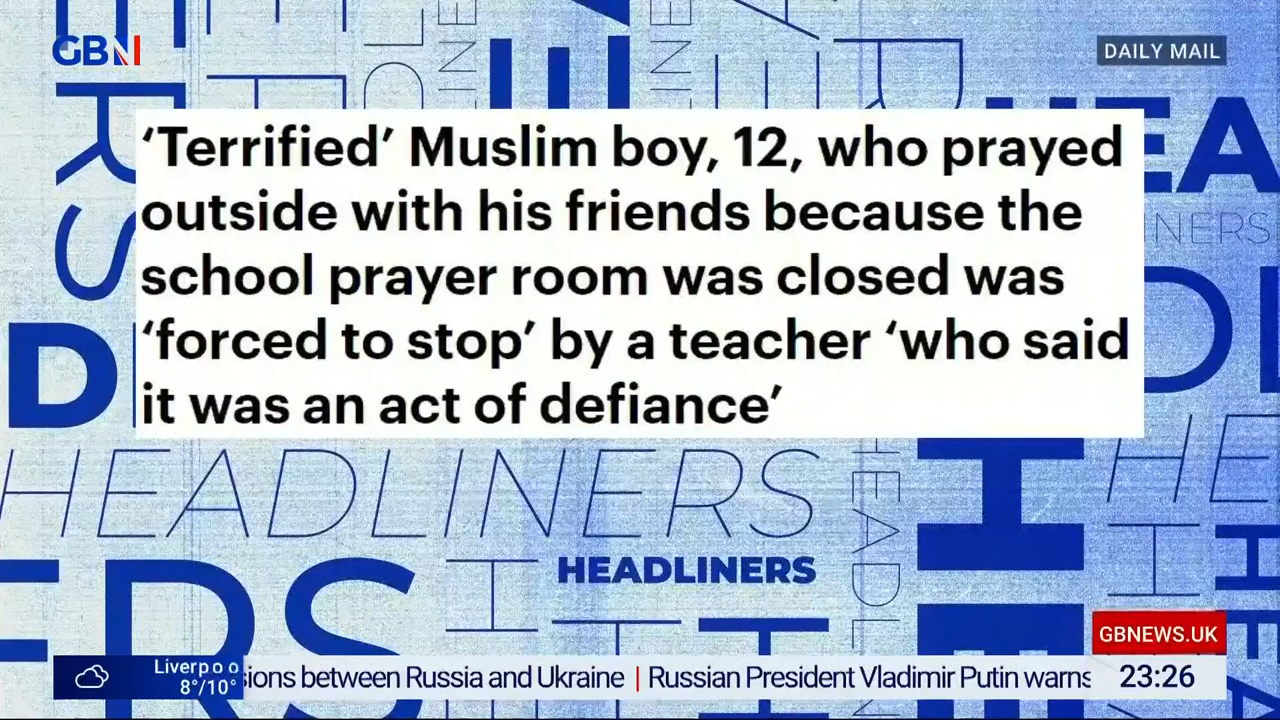 GBN
DAILY MAIL
‘Terrified’ Muslim boy, 12, who prayed
outside with his friends because the
school prayer room was closed was
‘forced to stop’ by a teacher ‘who said
it was an act of defiance’
HEADLINERS
HEADLINERS
GBNEWS.UK
Liverpool
8°/10°
sions between Russia and Ukraine | Russian President Vladimir Putin warns
23:26